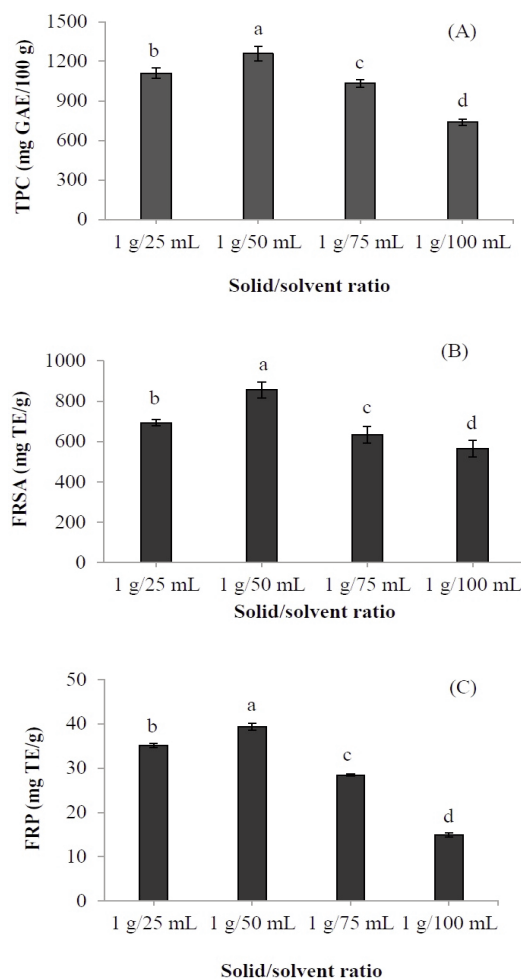 (A)
TPC (mg GAE/100 g)
1500
1200
900
600
300
0
b
a
c
d
1 g/25 mL 1 g/50 mL 1 g/75 mL 1 g/100 mL
Solid/solvent ratio
(B)
FRSA (mg TE/g)
1000
800
600
400
200
0
b
a
c
d
1 g/25 mL 1 g/50 mL 1 g/75 mL 1 g/100 mL
Solid/solvent ratio
(C)
FRP (mg TE/g)
50
40
30
20
10
0
b
a
c
d
1 g/25 mL 1 g/50 mL 1 g/75 mL 1 g/100 mL
Solid/solvent ratio